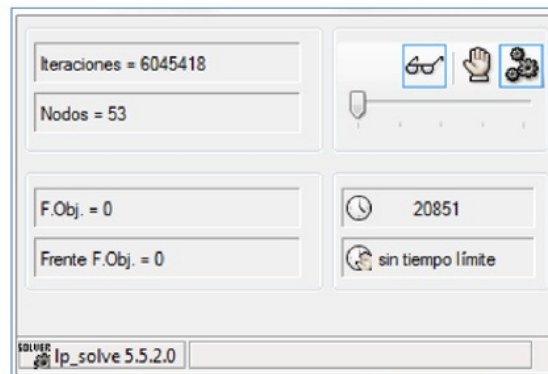 Iteraciones = 6045418
Nodos = 53
F.Obj. = 0
20851
Frente F.Obj. = 0
sin tiempo límite
SOLVER
lp_solve 5.5.2.0